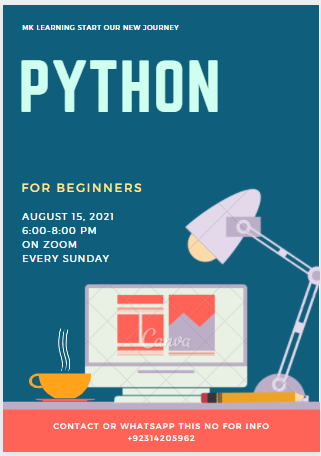 MK LEARNING START OUR NEW JOURNEY
PYTHON
FOR BEGINNERS
AUGUST 15, 2021
6:00-8:00 PM
ON ZOOM
EVERY SUNDAY
Canva
CONTACT OR WHATSAPP THIS NO FOR INFO
+92314205962